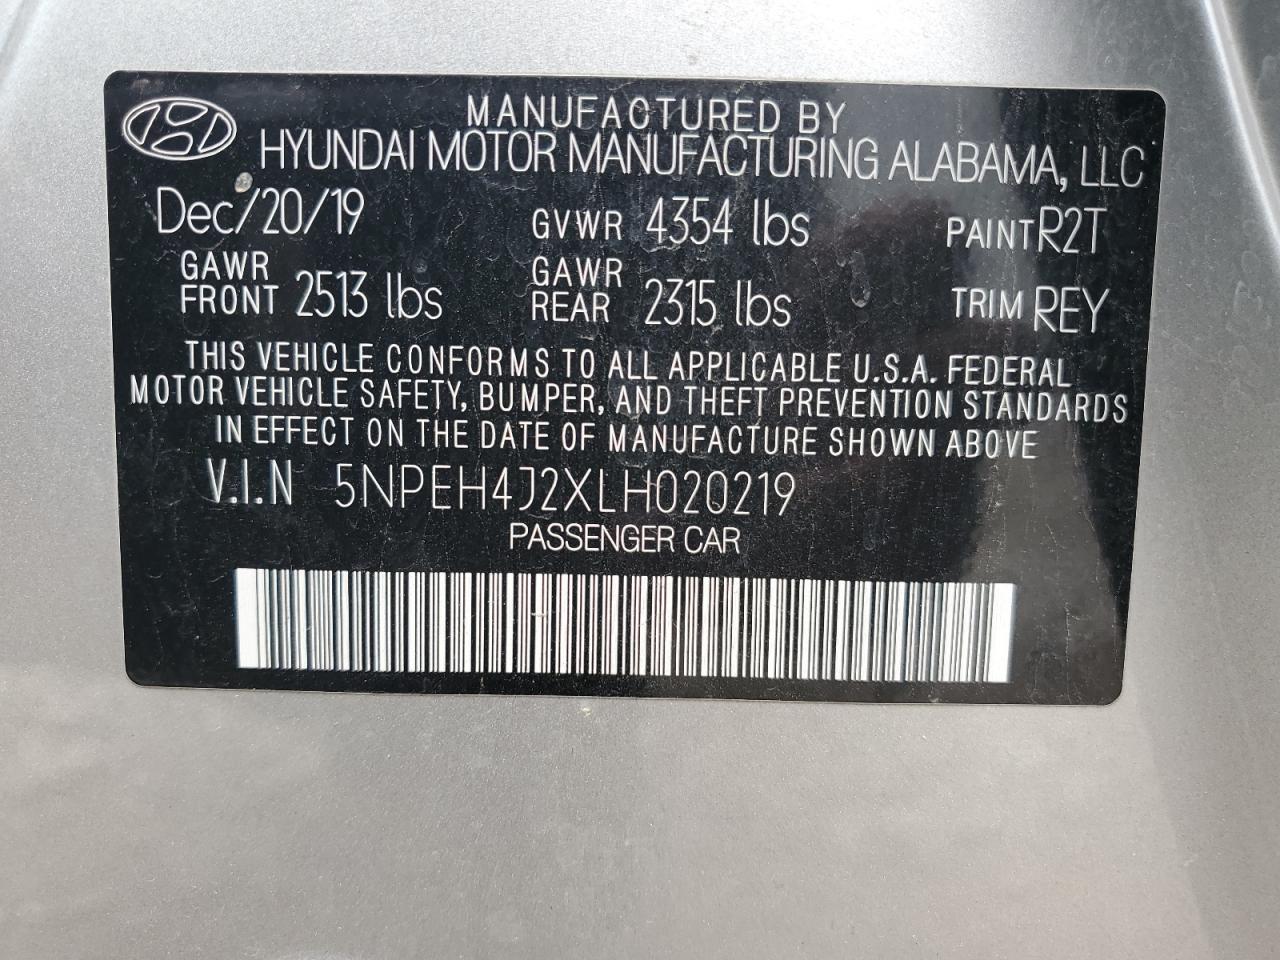 MANUFACTURED BY
HYUNDAI MOTOR MANUFACTURING ALABAMA, LLC
Dec/20/19 GVWR 4354 lbs PAINT R2T
GAWR FRONT 2513 lbs GAWR REAR 2315 lbs TRIM REY
THIS VEHICLE CONFORMS TO ALL APPLICABLE U.S.A. FEDERAL
MOTOR VEHICLE SAFETY, BUMPER, AND THEFT PREVENTION STANDARDS
IN EFFECT ON THE DATE OF MANUFACTURE SHOWN ABOVE
V.I.N 5NPEH4J2XLH020219
PASSENGER CAR